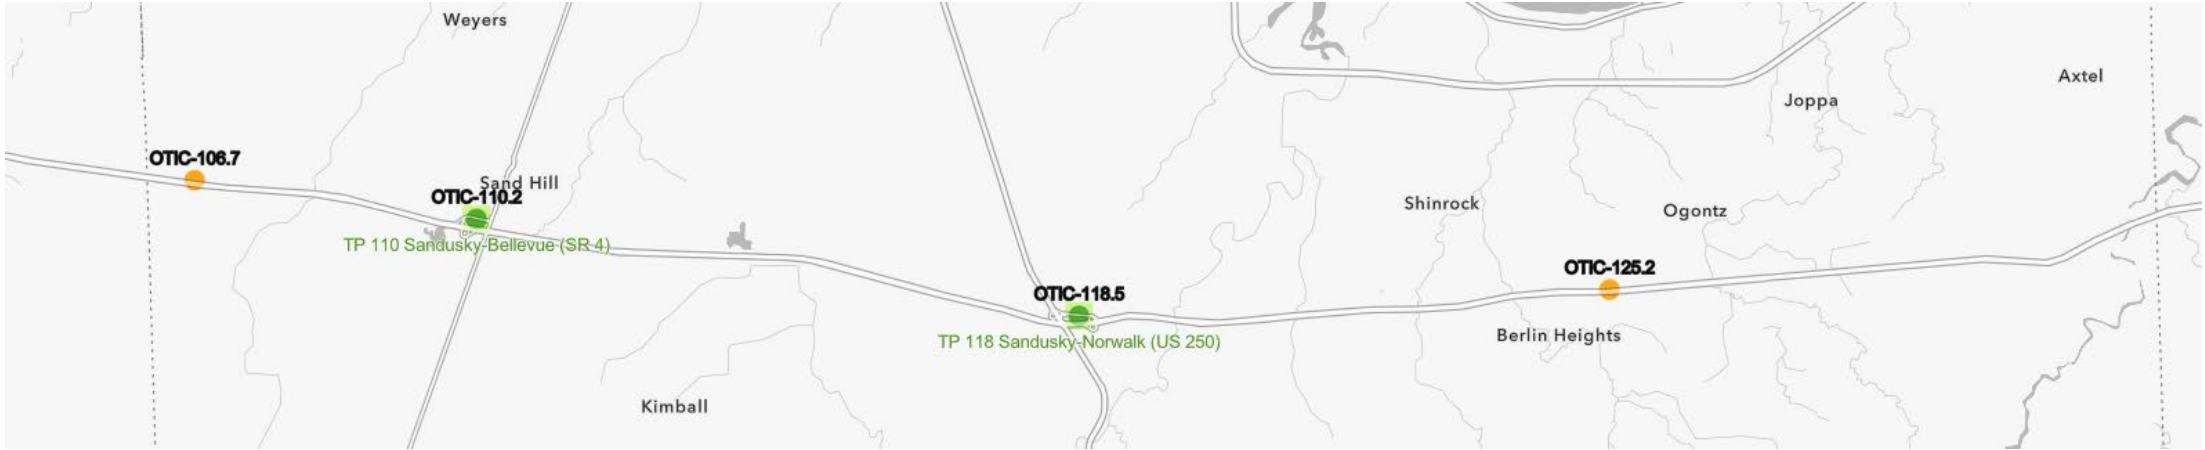 Weyers
Axtel
Joppa
OTIC-106.7
Sand Hill
OTIC-110.2
Shinrock
Ogontz
TP 110 Sandusky-Bellevue (SR 4)
OTIC-125.2
OTIC-118.5
Berlin Heights
TP 118 Sandusky-Norwalk (US 250)
Kimball